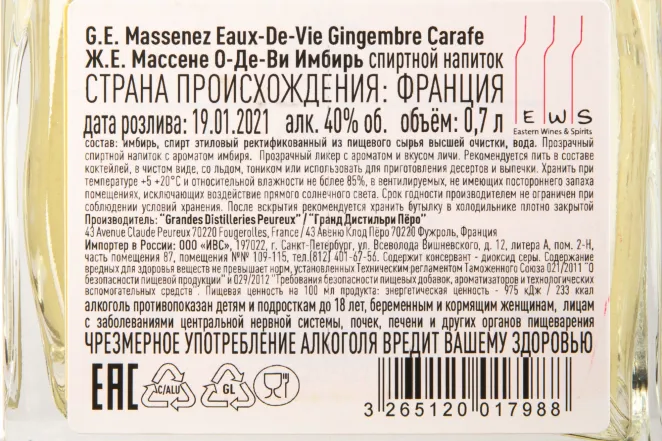 G.E. Massenez Eaux-De-Vie Gingembre Carafe
Ж.Е. Массене О-Де-Ви Имбирь спиртной напиток
СТРАНА ПРОИСХОЖДЕНИЯ: ФРАНЦИЯ
дата розлива: 19.01.2021 алк. 40% об. объём: 0,7 л
E W S
Eastern Wines & Spirits
состав: имбирь, спирт этиловый ректификованный из пищевого сырья высшей очистки, вода. Прозрачный
спиртной напиток с ароматом имбиря. Прозрачный ликер с ароматом и вкусом личи. Рекомендуется пить в составе
коктейлей, в чистом виде, со льдом, тоником или использовать для приготовления десертов и выпечки. Хранить при
температуре +5 +20°С и относительной влажности не более 85%, в вентилируемых, не имеющих постороннего запаха
помещениях, исключающих воздействие прямого солнечного света. Срок годности производителем не ограничен при
соблюдении условий хранения. После вскрытия рекомендуется хранить бутылку в холодильнике плотно закрытой
Производитель: "Grandes Distilleries Peureux"/ "Гранд Дистильри Пёро"
43 Avenue Claude Peureux 70220 Fougerolles, France/ 43 Авеню Клод Пёро 70220 Фужроль, Франция
Импортер в России: ООО «ИВС», 197022, г. Санкт-Петербург, ул. Всеволода Вишневского, д. 12, литера А, пом. 2-Н,
часть помещения 87, помещения №№ 109-115, тел.(812) 401-67-56. Содержит консервант - диоксид серы. Содержание
вредных для здоровья веществ не превышает норм, установленных Техническим регламентом Таможенного Союза 021/2011 "О
безопасности пищевой продукции" и 029/2012 "Требования безопасности пищевых добавок, ароматизаторов и технологических
вспомогательных средств". Пищевая ценность на 100 мл продукта: энергетическая ценность - 975 кДж / 233 ккал
алкоголь противопоказан детям и подросткам до 18 лет, беременным и кормящим женщинам, лицам
с заболеваниями центральной нервной системы, почек, печени и других органов пищеварения
ЧРЕЗМЕРНОЕ УПОТРЕБЛЕНИЕ АЛКОГОЛЯ ВРЕДИТ ВАШЕМУ ЗДОРОВЬЮ
EAC
C/ALU
GL
3 265120 017988